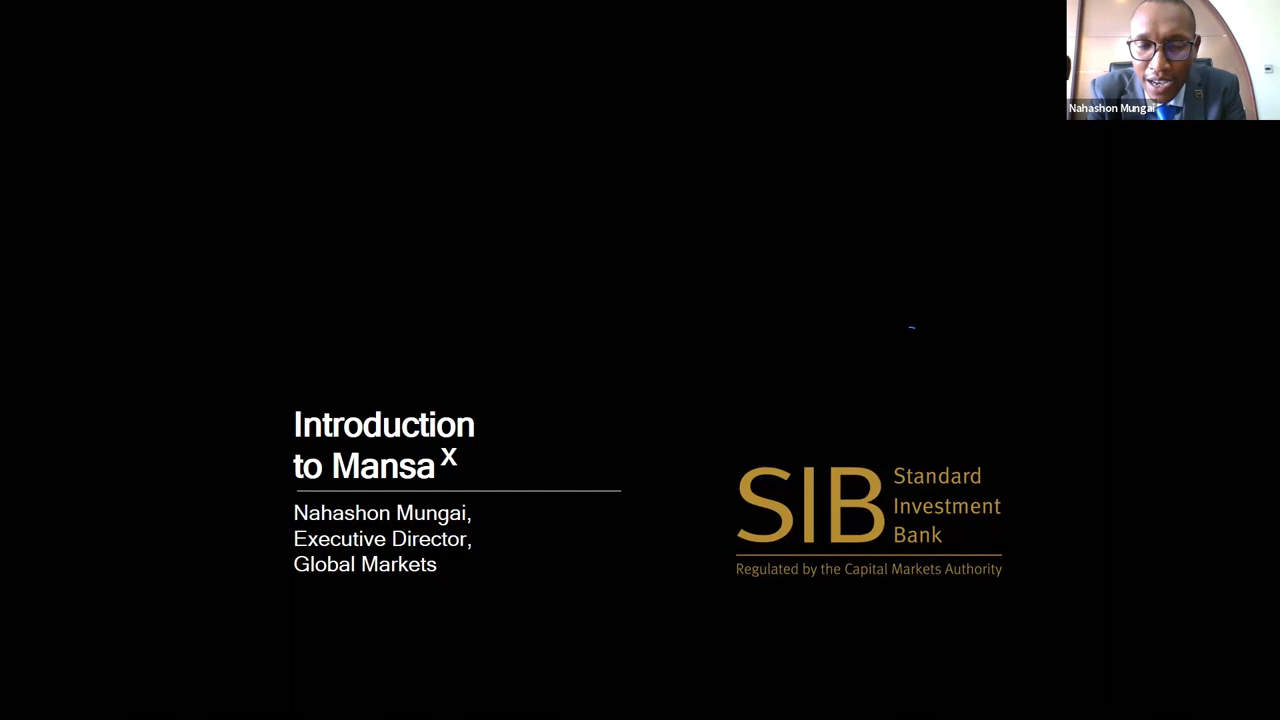 Nahashon Mungai
Introduction
to Mansa X
Nahashon Mungai,
Executive Director,
Global Markets
SIB
Standard
Investment
Bank
Regulated by the Capital Markets Authority